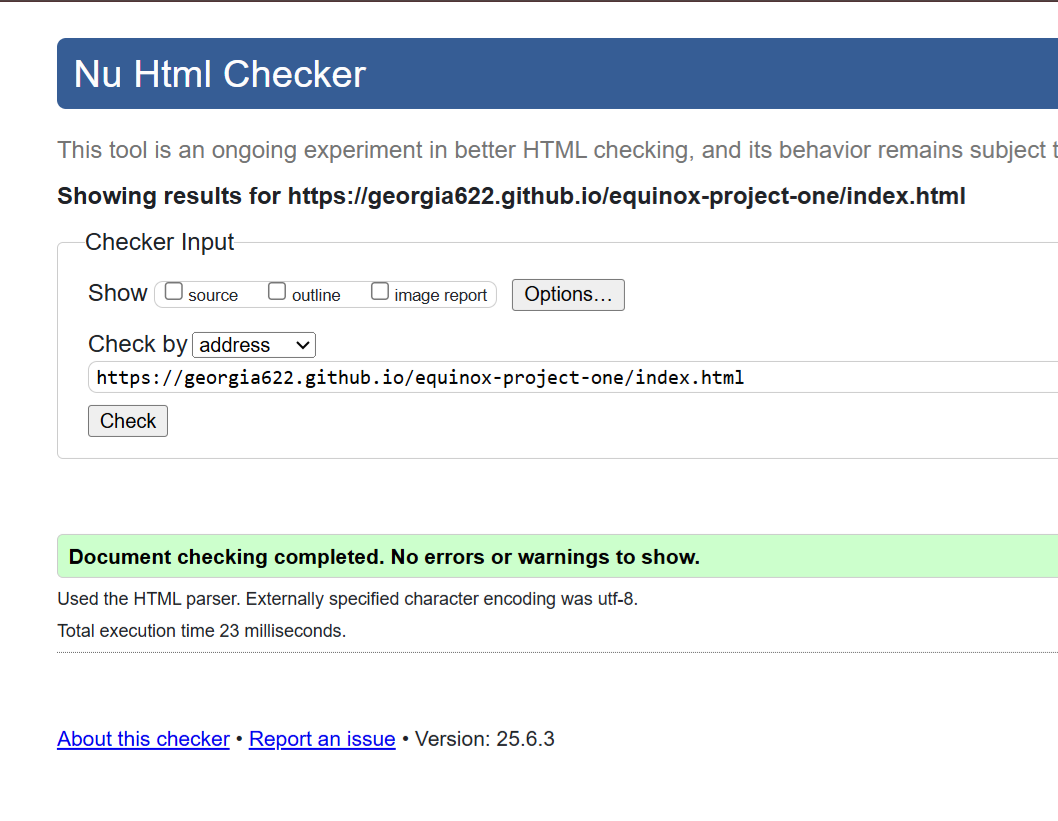 Nu Html Checker
This tool is an ongoing experiment in better HTML checking, and its behavior remains subject
Showing results for https://georgia622.github.io/equinox-project-one/index.html
Checker Input
Show source outline image report Options...
Check by address
https://georgia622.github.io/equinox-project-one/index.html
Check
Document checking completed. No errors or warnings to show.
Used the HTML parser. Externally specified character encoding was utf-8.
Total execution time 23 milliseconds.
About this checker • Report an issue • Version: 25.6.3